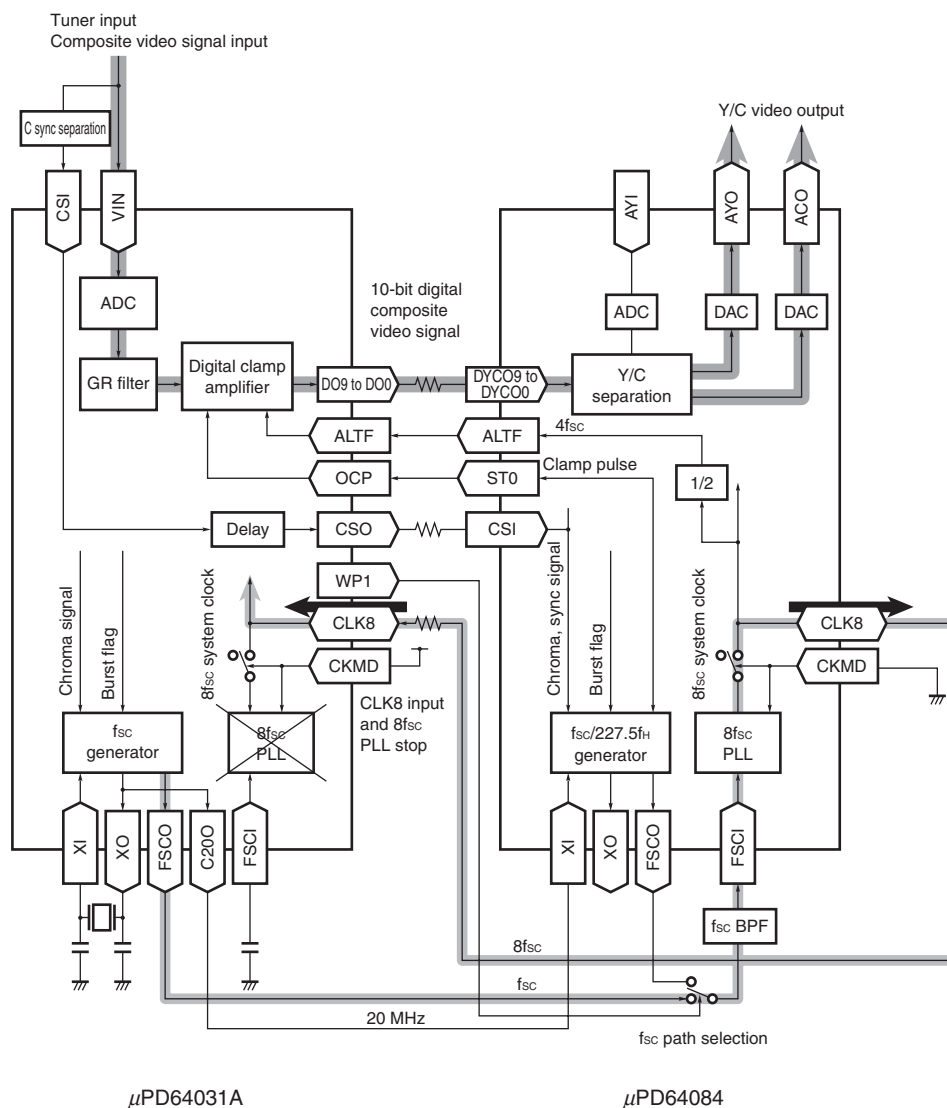 Tuner input
Composite video signal input
C sync separation
Y/C video output
CSI
VIN
AYI
AYO
ACO
ADC
10-bit digital
composite
video signal
ADC
DAC
DAC
GR filter
Digital clamp
amplifier
DO9 to DO0
DYCO9 to
DYCO0
Y/C
separation
ALTF
ALTF
4fsc
OCP
ST0
Clamp pulse
1/2
Delay
CSO
CSI
WP1
Chroma signal
Burst flag
8fsc system clock
CLK8
Chroma, sync signal
Burst flag
8fsc system clock
CLK8
CKMD
CKMD
CLK8 input
and 8fsc
PLL stop
fsc
generator
8fsc
PLL
fsc/227.5fH
generator
8fsc
PLL
XI
XO
FSCO
C20O
FSCI
XI
XO
FSCO
FSCI
fsc BPF
8fsc
fsc
20 MHz
fsc path selection
μPD64031A
μPD64084